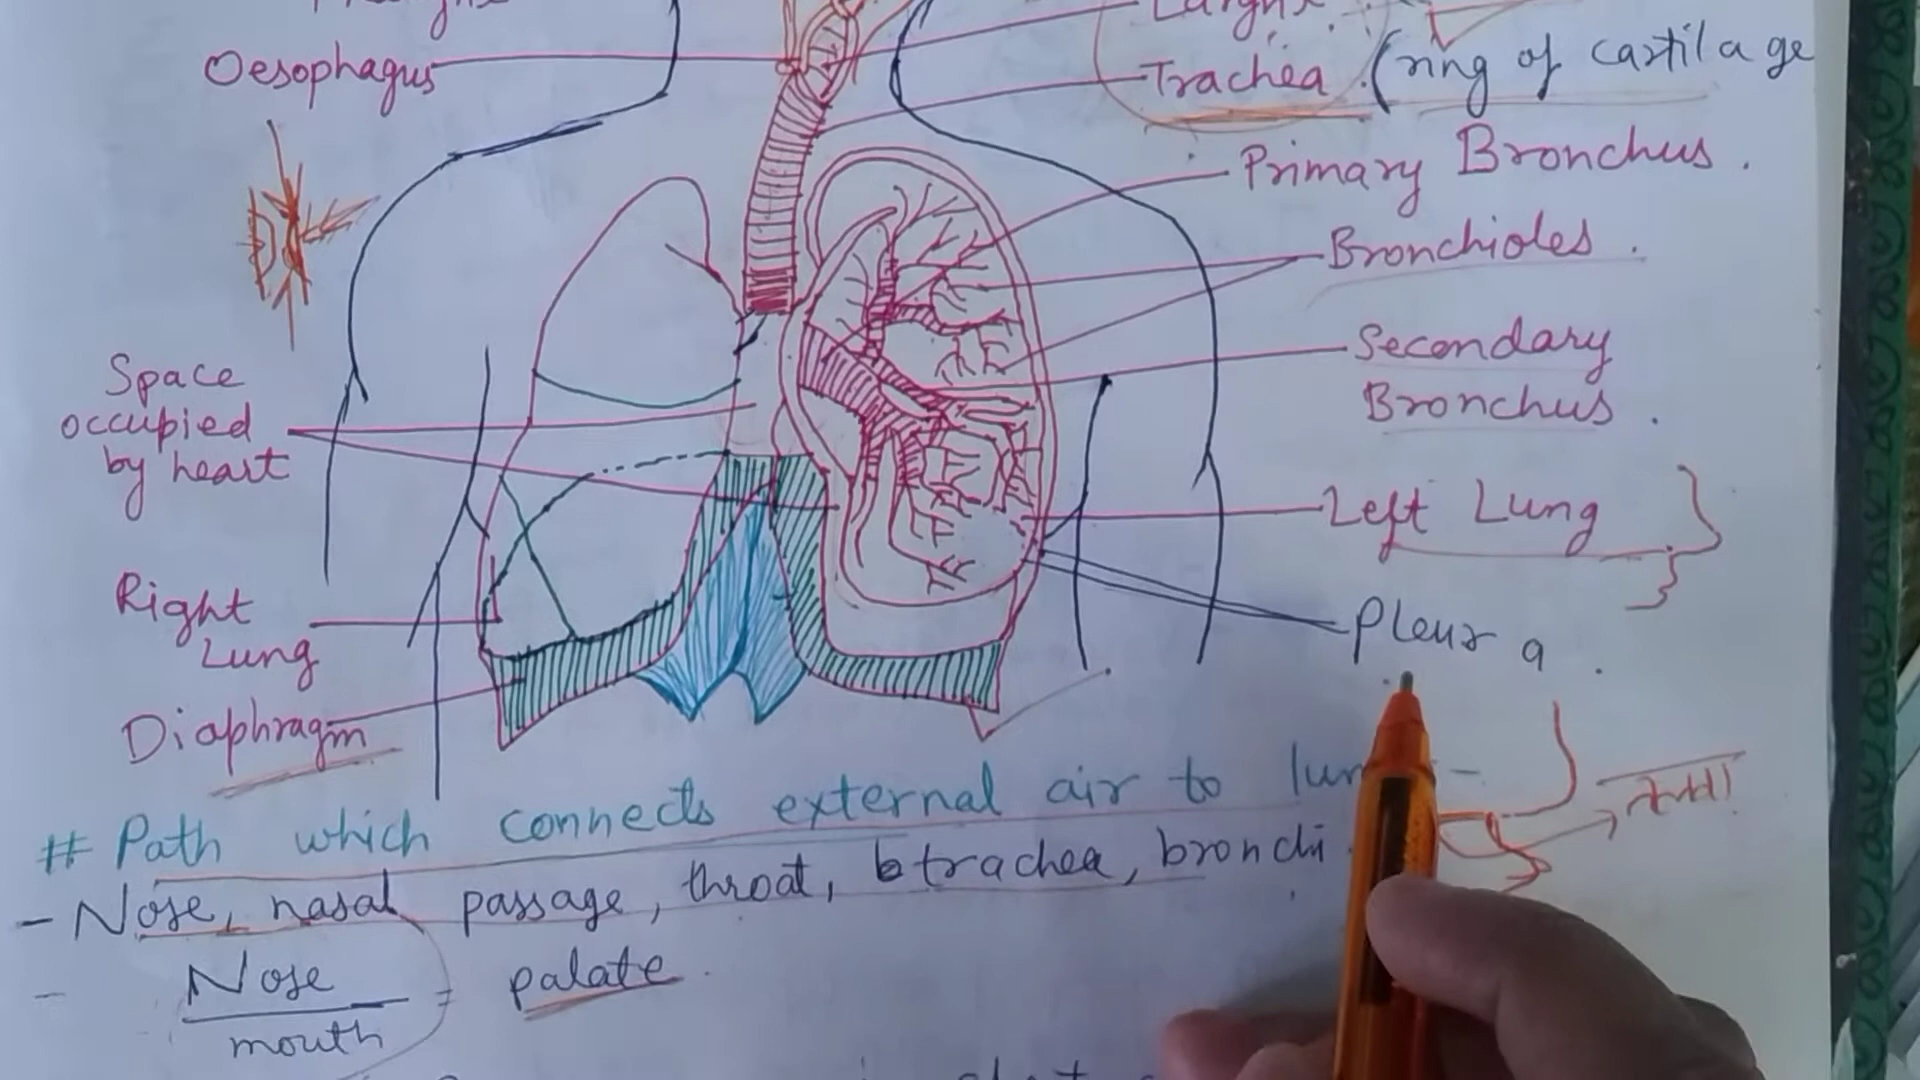 Oesophagus
Trachea (ring of cartilage
Primary Bronchus.
Bronchioles.
Secondary
Bronchus.
Space
occupied
by heart
Left Lung
Right
Lung
Pleura.
Diaphragm
# Path which connects external air to
- Nose, nasal passage, throat, trachea, bronchi
- Nose
mouth
= palate.